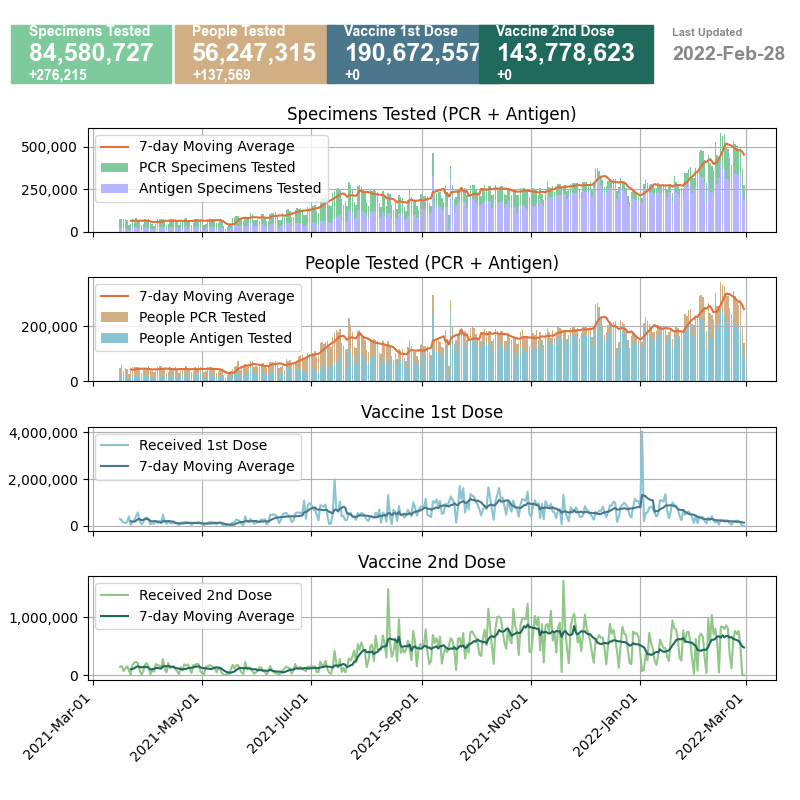 Specimens Tested
84,580,727
+276,215
People Tested
56,247,315
+137,569
Vaccine 1st Dose
190,672,557
+0
Vaccine 2nd Dose
143,778,623
+0
Last Updated
2022-Feb-28
Specimens Tested (PCR + Antigen)
500,000
250,000
0
7-day Moving Average
PCR Specimens Tested
Antigen Specimens Tested
People Tested (PCR + Antigen)
200,000
0
7-day Moving Average
People PCR Tested
People Antigen Tested
Vaccine 1st Dose
4,000,000
2,000,000
0
Received 1st Dose
7-day Moving Average
Vaccine 2nd Dose
1,000,000
0
Received 2nd Dose
7-day Moving Average
2021-Mar-01
2021-May-01
2021-Jul-01
2021-Sep-01
2021-Nov-01
2022-Jan-01
2022-Mar-01